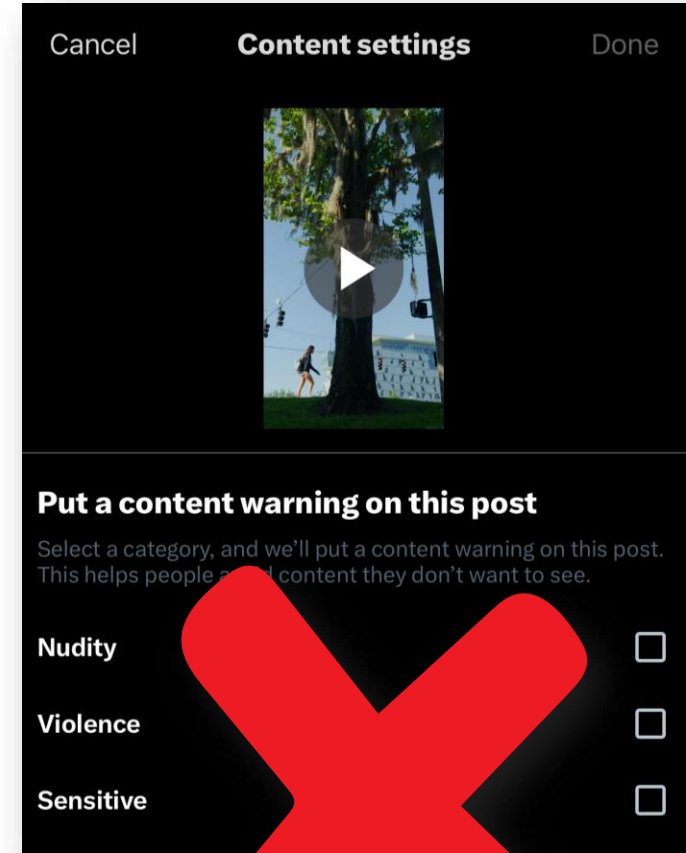 Cancel Content settings Done
Put a content warning on this post
Select a category, and we'll put a content warning on this post.
This helps people content they don't want to see.
Nudity
Violence
Sensitive